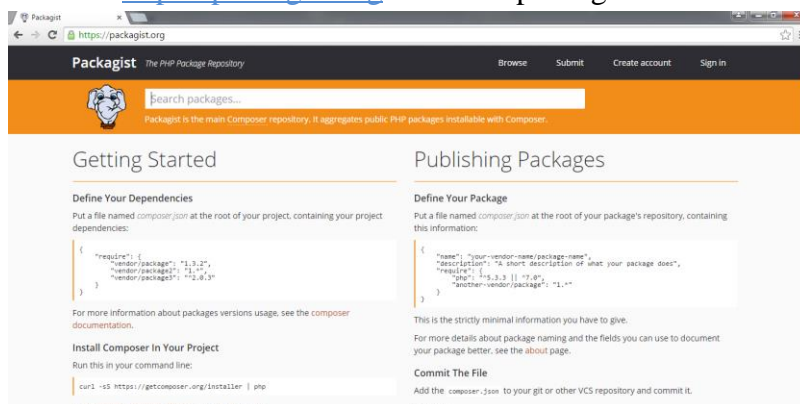 Packagist
https://packagist.org
Packagist The PHP Package Repository
Browse Submit Create account Sign in
Search packages...
Packagist is the main Composer repository. It aggregates public PHP packages installable with Composer.
Getting Started
Define Your Dependencies
Put a file named composer.json at the root of your project, containing your project
dependencies:
{
"require": {
"vendor/package": "1.3.2",
"vendor/package2": "1.*",
"vendor/package3": "^2.0.3"
}
}
For more information about packages versions usage, see the composer
documentation.
Install Composer In Your Project
Run this in your command line:
curl -sS https://getcomposer.org/installer | php
Publishing Packages
Define Your Package
Put a file named composer.json at the root of your package's repository, containing
this information:
{
"name": "your-vendor-name/package-name",
"description": "A short description of what your package does",
"require": {
"php": "^5.3.3 || ^7.0",
"another-vendor/package": "1.*"
}
}
This is the strictly minimal information you have to give.
For more details about package naming and the fields you can use to document
your package better, see the about page.
Commit The File
Add the composer.json to your git or other VCS repository and commit it.